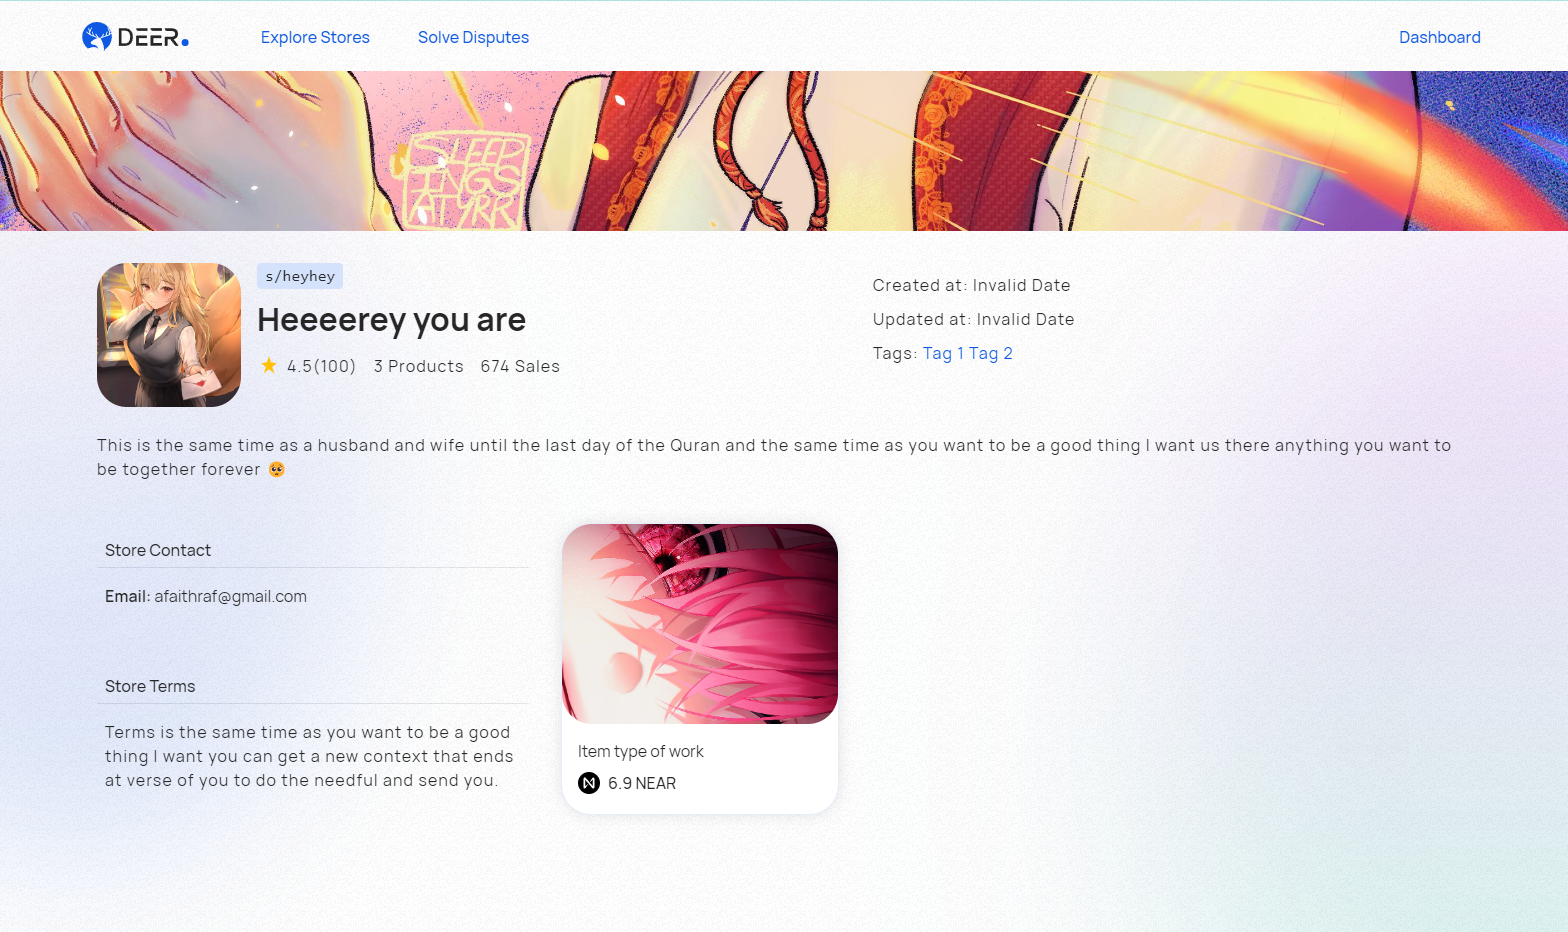 DEER.
Explore Stores
Solve Disputes
Dashboard
SLEEP
INGS
ATYRR
s/heyhey
Heeeerey you are
4.5(100) 3 Products 674 Sales
Created at: Invalid Date
Updated at: Invalid Date
Tags: Tag 1 Tag 2
This is the same time as a husband and wife until the last day of the Quran and the same time as you want to be a good thing I want us there anything you want to
be together forever 🥺
Store Contact
Email: afaithraf@gmail.com
Store Terms
Terms is the same time as you want to be a good
thing I want you can get a new context that ends
at verse of you to do the needful and send you.
Item type of work
6.9 NEAR